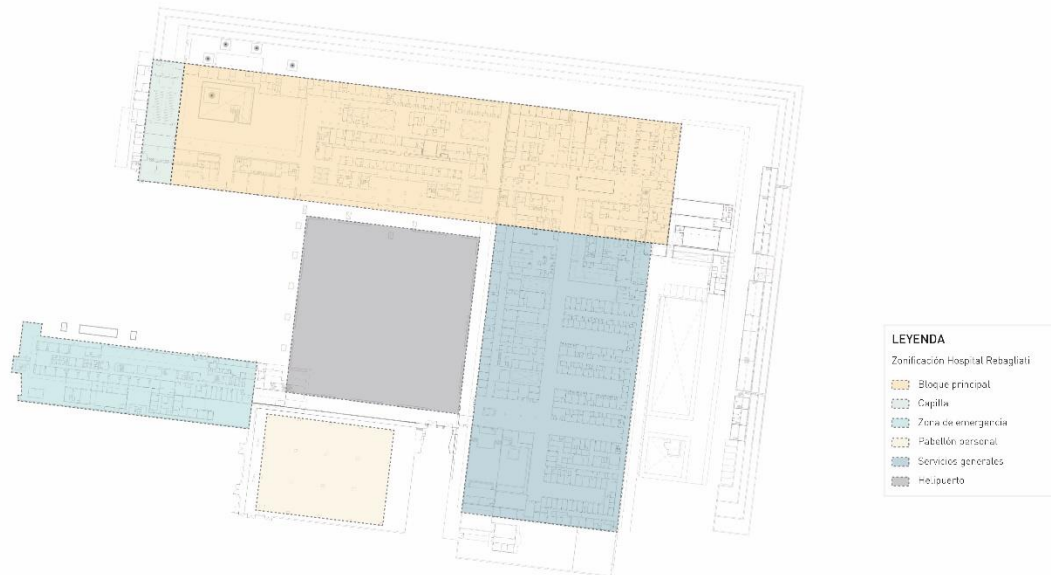 LEYENDA
Zonificación Hospital Rebagliati
Bloque principal
Capilla
Zona de emergencia
Pabellón personal
Servicios generales
Helipuerto